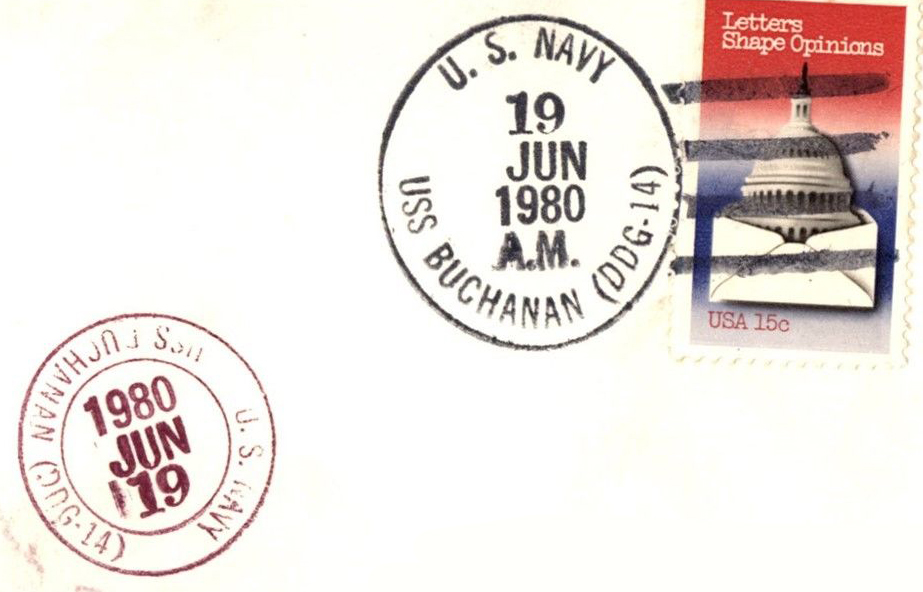 U. S. NAVY
19
JUN
1980
A.M.
USS BUCHANAN (DDG-14)
Letters
Shape Opinions
USA 15c
USS BUCHANAN (DDG-14)
1980
JUN
19
U. S. NAVY